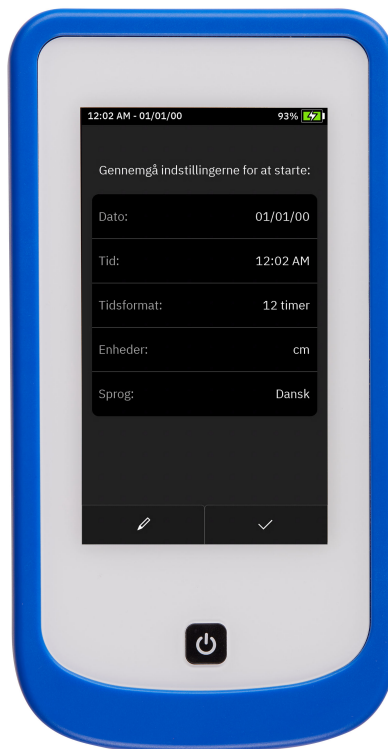 12:02 AM - 01/01/00 93%
Gennemgå indstillingerne for at starte:
Dato: 01/01/00
Tid: 12:02 AM
Tidsformat: 12 timer
Enheder: cm
Sprog: Dansk